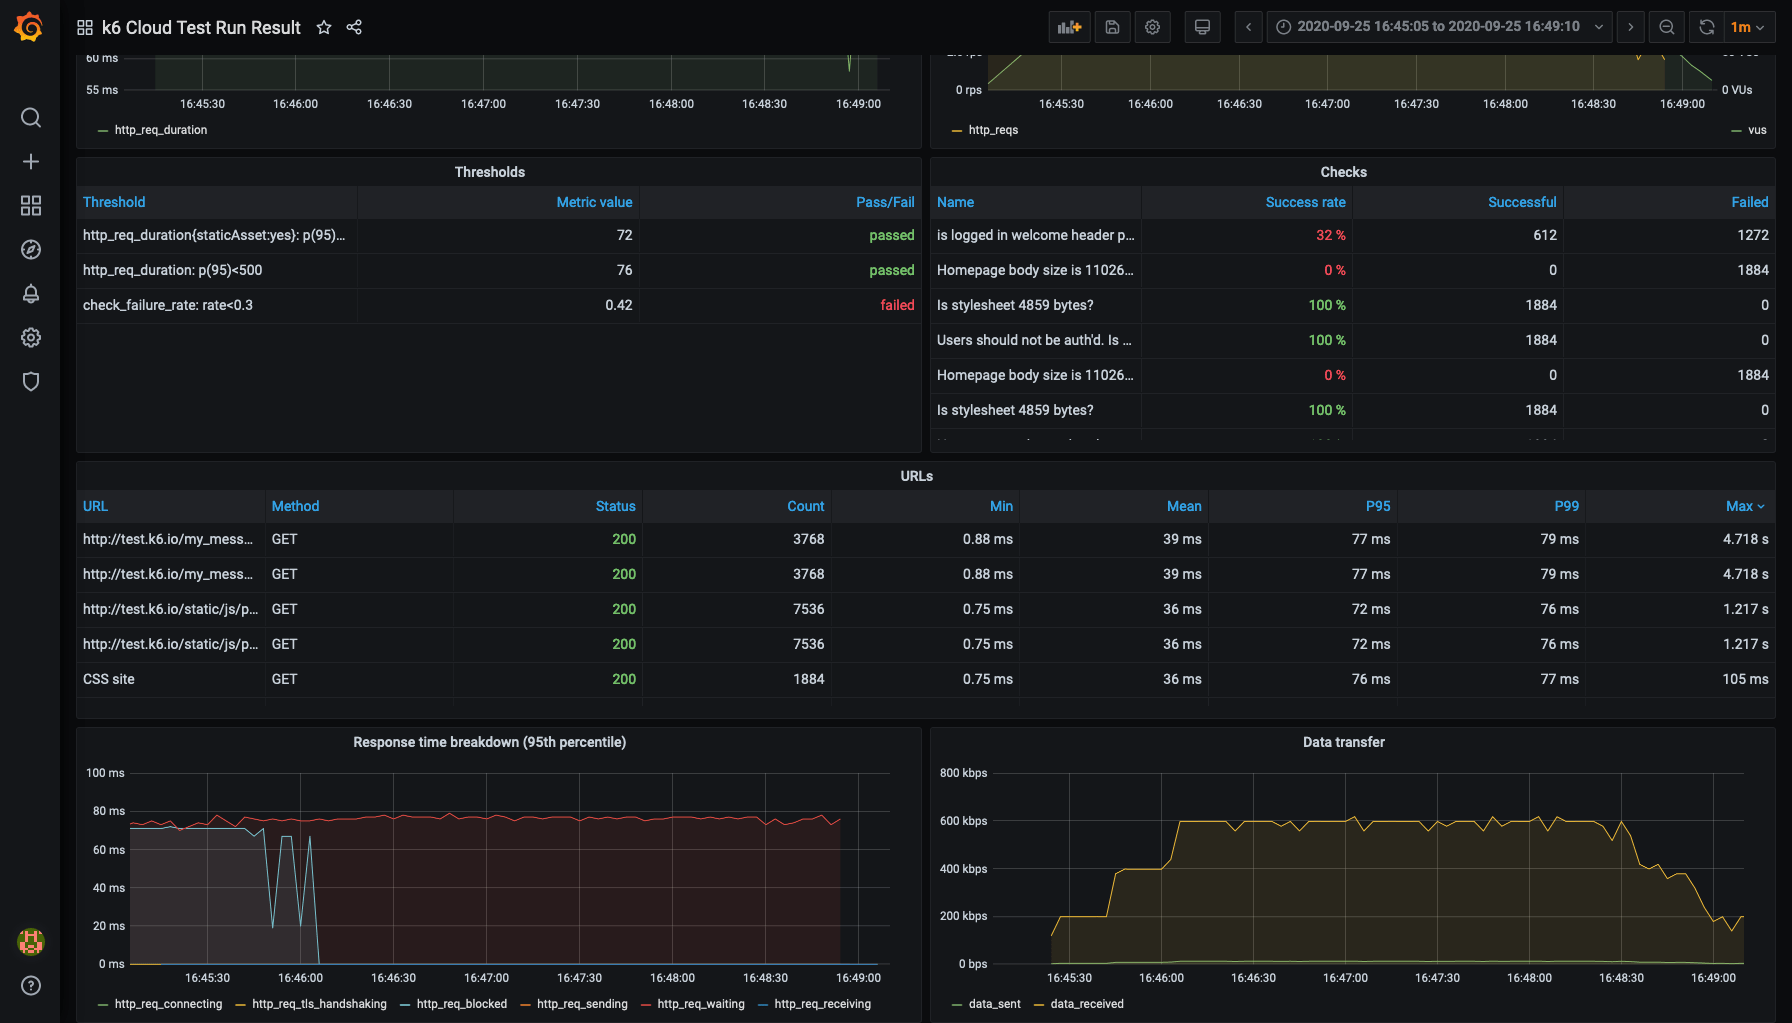 k6 Cloud Test Run Result
2020-09-25 16:45:05 to 2020-09-25 16:49:10
1m
60 ms
55 ms
16:45:30 16:46:00 16:46:30 16:47:00 16:47:30 16:48:00 16:48:30 16:49:00
http_req_duration
0 rps
0 VUs
16:45:30 16:46:00 16:46:30 16:47:00 16:47:30 16:48:00 16:48:30 16:49:00
http_reqs
vus
Thresholds
Threshold Metric value Pass/Fail
http_req_duration{staticAsset:yes}: p(95)... 72 passed
http_req_duration: p(95)<500 76 passed
check_failure_rate: rate<0.3 0.42 failed
Checks
Name Success rate Successful Failed
is logged in welcome header p... 32 % 612 1272
Homepage body size is 11026... 0 % 0 1884
Is stylesheet 4859 bytes? 100 % 1884 0
Users should not be auth'd. Is ... 100 % 1884 0
Homepage body size is 11026... 0 % 0 1884
Is stylesheet 4859 bytes? 100 % 1884 0
URLs
URL Method Status Count Min Mean P95 P99 Max
http://test.k6.io/my_mess... GET 200 3768 0.88 ms 39 ms 77 ms 79 ms 4.718 s
http://test.k6.io/my_mess... GET 200 3768 0.88 ms 39 ms 77 ms 79 ms 4.718 s
http://test.k6.io/static/js/p... GET 200 7536 0.75 ms 36 ms 72 ms 76 ms 1.217 s
http://test.k6.io/static/js/p... GET 200 7536 0.75 ms 36 ms 72 ms 76 ms 1.217 s
CSS site GET 200 1884 0.75 ms 36 ms 76 ms 77 ms 105 ms
Response time breakdown (95th percentile)
100 ms
80 ms
60 ms
40 ms
20 ms
0 ms
16:45:30 16:46:00 16:46:30 16:47:00 16:47:30 16:48:00 16:48:30 16:49:00
http_req_connecting http_req_tls_handshaking http_req_blocked http_req_sending http_req_waiting http_req_receiving
Data transfer
800 kbps
600 kbps
400 kbps
200 kbps
0 bps
16:45:30 16:46:00 16:46:30 16:47:00 16:47:30 16:48:00 16:48:30 16:49:00
data_sent data_received